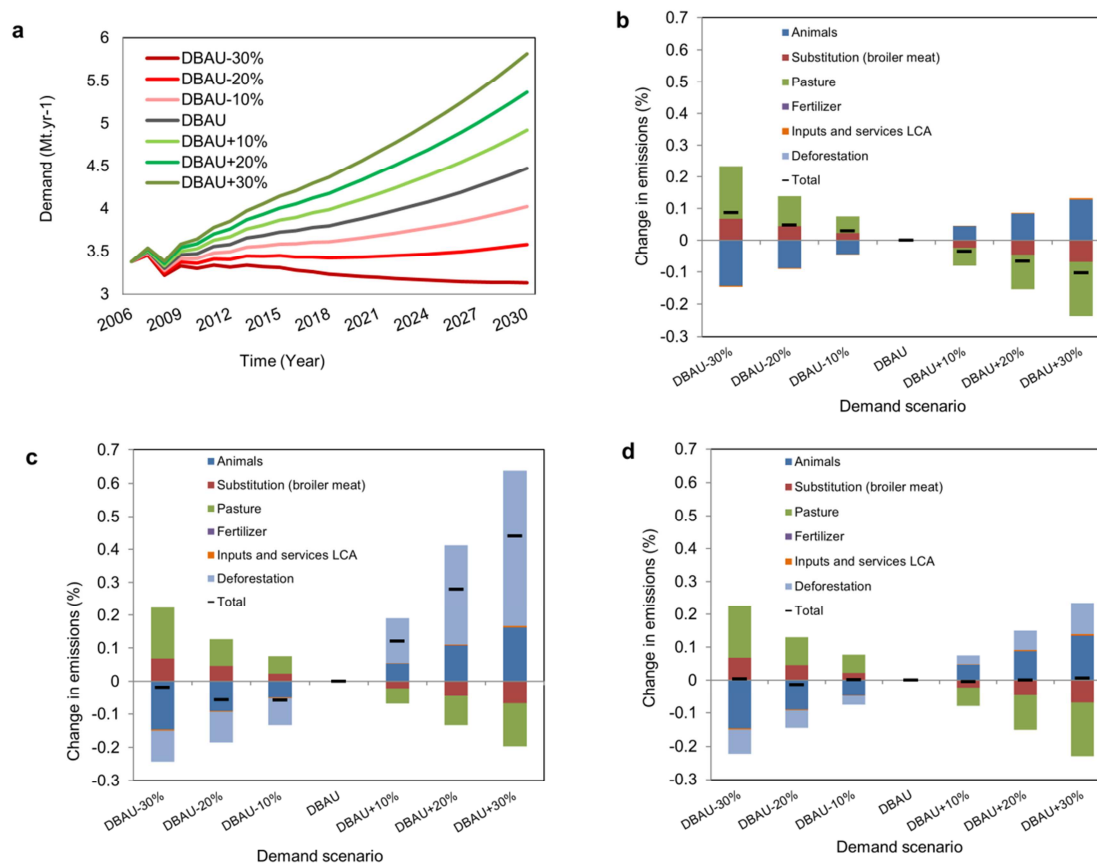 a
Demand (Mt.yr-1)
6
5.5
5
4.5
4
3.5
3
DBAU-30%
DBAU-20%
DBAU-10%
DBAU
DBAU+10%
DBAU+20%
DBAU+30%
2006
2009
2012
2015
2018
2021
2024
2027
2030
Time (Year)
b
Change in emissions (%)
0.7
0.6
0.5
0.4
0.3
0.2
0.1
0
-0.1
-0.2
-0.3
Animals
Substitution (broiler meat)
Pasture
Fertilizer
Inputs and services LCA
Deforestation
Total
DBAU-30%
DBAU-20%
DBAU-10%
DBAU
DBAU+10%
DBAU+20%
DBAU+30%
Demand scenario
c
Change in emissions (%)
0.7
0.6
0.5
0.4
0.3
0.2
0.1
0
-0.1
-0.2
-0.3
Animals
Substitution (broiler meat)
Pasture
Fertilizer
Inputs and services LCA
Deforestation
Total
DBAU-30%
DBAU-20%
DBAU-10%
DBAU
DBAU+10%
DBAU+20%
DBAU+30%
Demand scenario
d
Change in emissions (%)
0.7
0.6
0.5
0.4
0.3
0.2
0.1
0
-0.1
-0.2
-0.3
Animals
Substitution (broiler meat)
Pasture
Fertilizer
Inputs and services LCA
Deforestation
Total
DBAU-30%
DBAU-20%
DBAU-10%
DBAU
DBAU+10%
DBAU+20%
DBAU+30%
Demand scenario